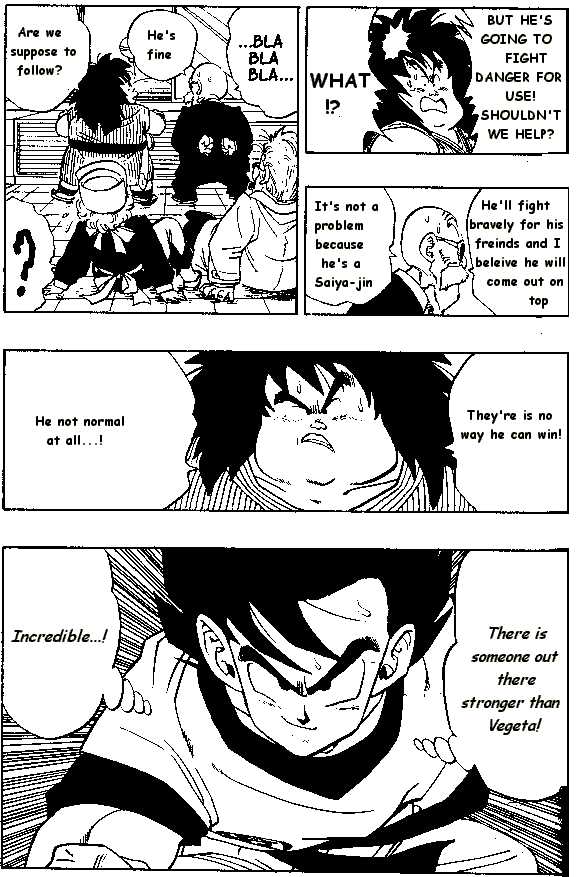 BUT HE'S
GOING TO
FIGHT
DANGER FOR
USE!
SHOULDN'T
WE HELP?
WHAT
!?
He'll fight
bravely for his
freinds and I
beleive he will
come out on
top
It's not a
problem
because
he's a
Saiya-jin
...BLA
BLA
BLA...
He's
fine
Are we
suppose to
follow?
?
They're is no
way he can win!
He not normal
at all...!
There is
someone out
there
stronger than
Vegeta!
Incredible...!